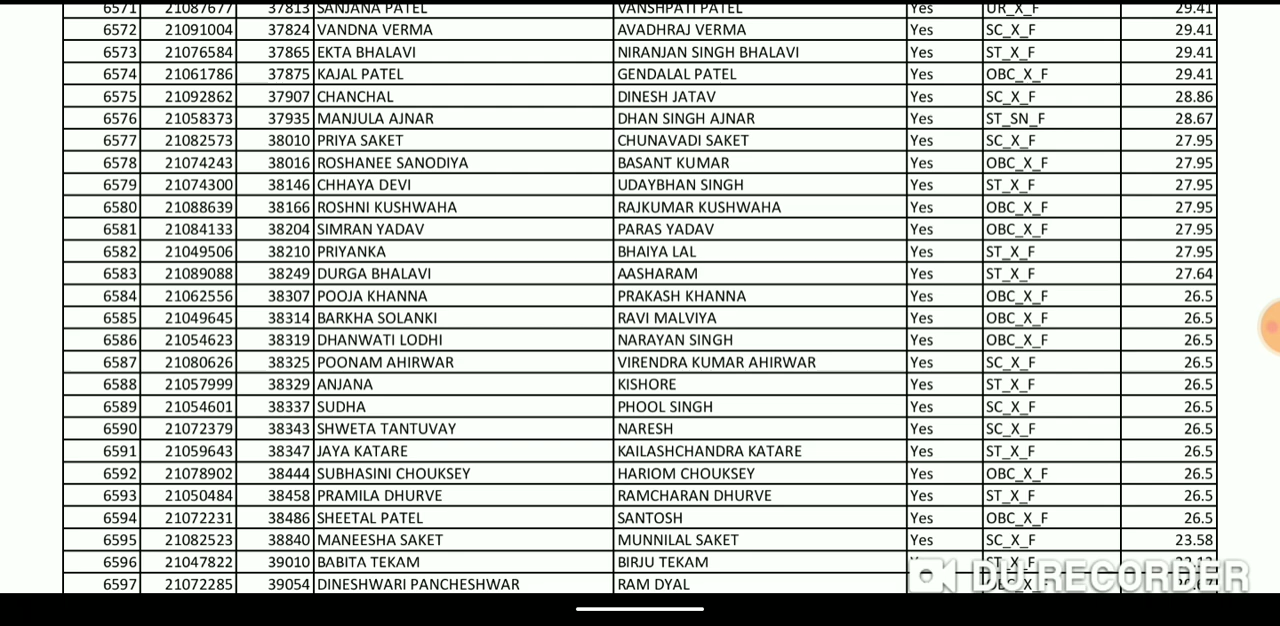 6571 21087677 37813 SANJANA PATEL VANSHPATI PATEL Yes UR_X_F 29.41
6572 21091004 37824 VANDNA VERMA AVADHRAJ VERMA Yes SC_X_F 29.41
6573 21076584 37865 EKTA BHALAVI NIRANJAN SINGH BHALAVI Yes ST_X_F 29.41
6574 21061786 37875 KAJAL PATEL GENDALAL PATEL Yes OBC_X_F 29.41
6575 21092862 37907 CHANCHAL DINESH JATAV Yes SC_X_F 28.86
6576 21058373 37935 MANJULA AJNAR DHAN SINGH AJNAR Yes ST_SN_F 28.67
6577 21082573 38010 PRIYA SAKET CHUNAVADI SAKET Yes SC_X_F 27.95
6578 21074243 38016 ROSHANEE SANODIYA BASANT KUMAR Yes OBC_X_F 27.95
6579 21074300 38146 CHHAYA DEVI UDAYBHAN SINGH Yes ST_X_F 27.95
6580 21088639 38166 ROSHNI KUSHWAHA RAJKUMAR KUSHWAHA Yes OBC_X_F 27.95
6581 21084133 38204 SIMRAN YADAV PARAS YADAV Yes OBC_X_F 27.95
6582 21049506 38210 PRIYANKA BHAIYA LAL Yes ST_X_F 27.95
6583 21089088 38249 DURGA BHALAVI AASHARAM Yes ST_X_F 27.64
6584 21062556 38307 POOJA KHANNA PRAKASH KHANNA Yes OBC_X_F 26.5
6585 21049645 38314 BARKHA SOLANKI RAVI MALVIYA Yes OBC_X_F 26.5
6586 21054623 38319 DHANWATI LODHI NARAYAN SINGH Yes OBC_X_F 26.5
6587 21080626 38325 POONAM AHIRWAR VIRENDRA KUMAR AHIRWAR Yes SC_X_F 26.5
6588 21057999 38329 ANJANA KISHORE Yes ST_X_F 26.5
6589 21054601 38337 SUDHA PHOOL SINGH Yes SC_X_F 26.5
6590 21072379 38343 SHWETA TANTUVAY NARESH Yes SC_X_F 26.5
6591 21059643 38347 JAYA KATARE KAILASHCHANDRA KATARE Yes ST_X_F 26.5
6592 21078902 38444 SUBHASINI CHOUKSEY HARIOM CHOUKSEY Yes OBC_X_F 26.5
6593 21050484 38458 PRAMILA DHURVE RAMCHARAN DHURVE Yes ST_X_F 26.5
6594 21072231 38486 SHEETAL PATEL SANTOSH Yes OBC_X_F 26.5
6595 21082523 38840 MANEESHA SAKET MUNNILAL SAKET Yes SC_X_F 23.58
6596 21047822 39010 BABITA TEKAM BIRJU TEKAM ST_X_F
6597 21072285 39054 DINESHWARI PANCHESHWAR RAM DYAL
DU RECORDER